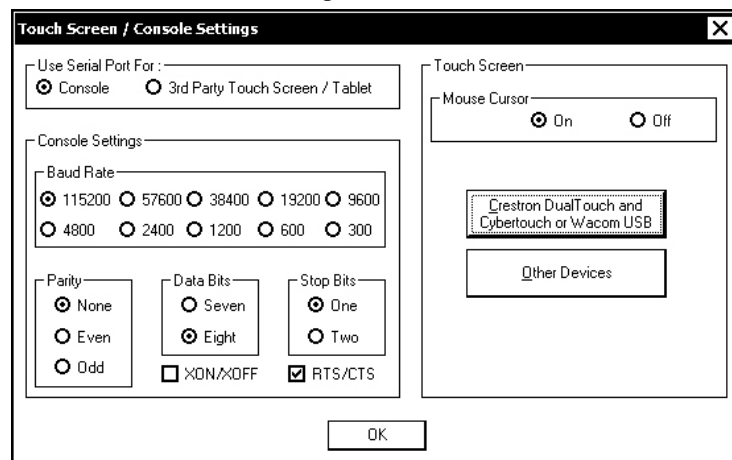 Touch Screen / Console Settings
Use Serial Port For :
Console 3rd Party Touch Screen / Tablet
Console Settings
Baud Rate
115200 57600 38400 19200 9600
4800 2400 1200 600 300
Parity
None
Even
Odd
Data Bits
Seven
Eight
Stop Bits
One
Two
XON/XOFF RTS/CTS
Touch Screen
Mouse Cursor
On Off
Crestron DualTouch and
Cybertouch or Wacom USB
Other Devices
OK